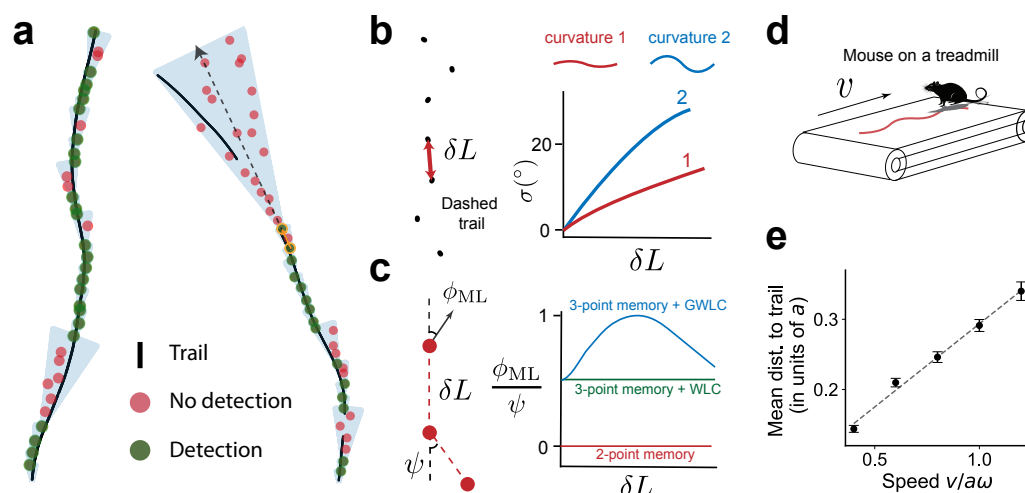 a
Trail
No detection
Detection
b
δL
Dashed
trail
curvature 1
curvature 2
2
1
20
0
σ(°)
δL
c
ϕML
δL
ψ
1
0
ϕML
ψ
3-point memory + GWLC
3-point memory + WLC
2-point memory
δL
d
Mouse on a treadmill
v
e
Mean dist. to trail
(in units of a)
0.3
0.2
0.5
1.0
Speed v/aω